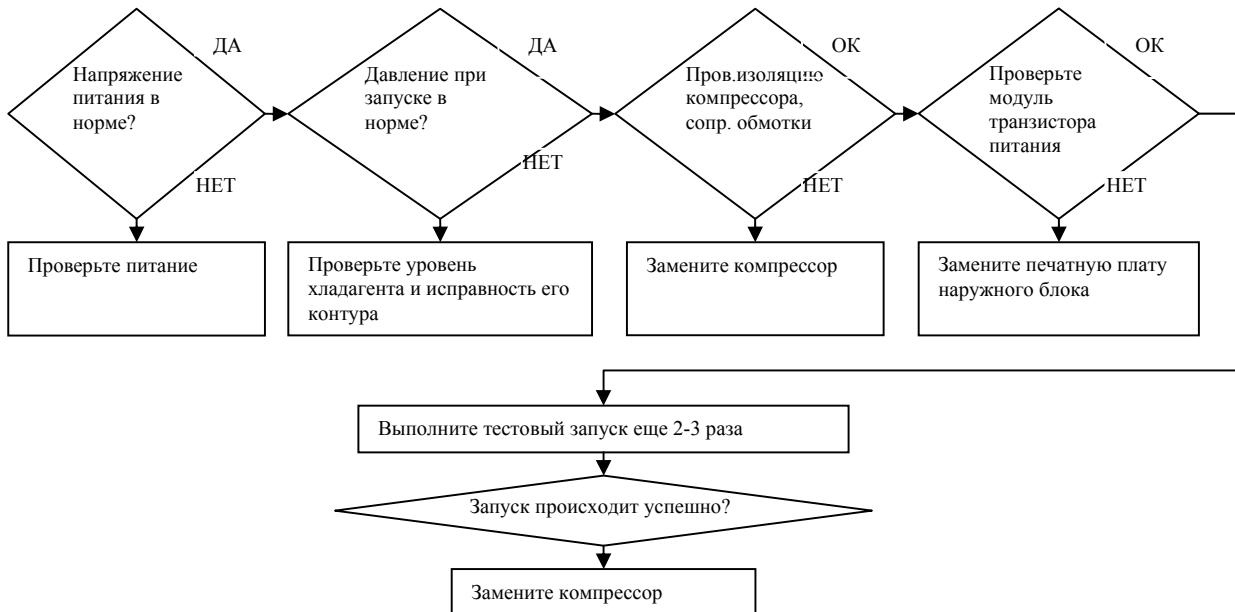 ДА
Напряжение
питания в
норме?
НЕТ
Проверьте питание
ДА
Давление при
запуске в
норме?
НЕТ
Проверьте уровень
хладагента и исправность его
контура
ОК
Пров.изоляцию
компрессора,
сопр. обмотки
НЕТ
Замените компрессор
ОК
Проверьте
модуль
транзистора
питания
НЕТ
Замените печатную плату
наружного блока
Выполните тестовый запуск еще 2-3 раза
Запуск происходит успешно?
Замените компрессор